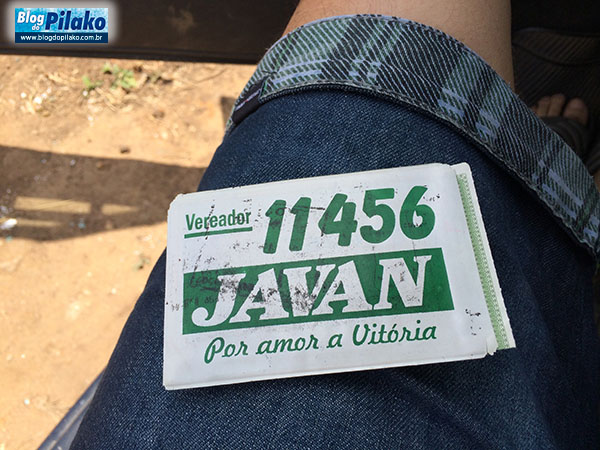 Blog
do
Pilako
www.blogdopilako.com.br
Vereador 11456
JAVAN
Por amor a Vitória